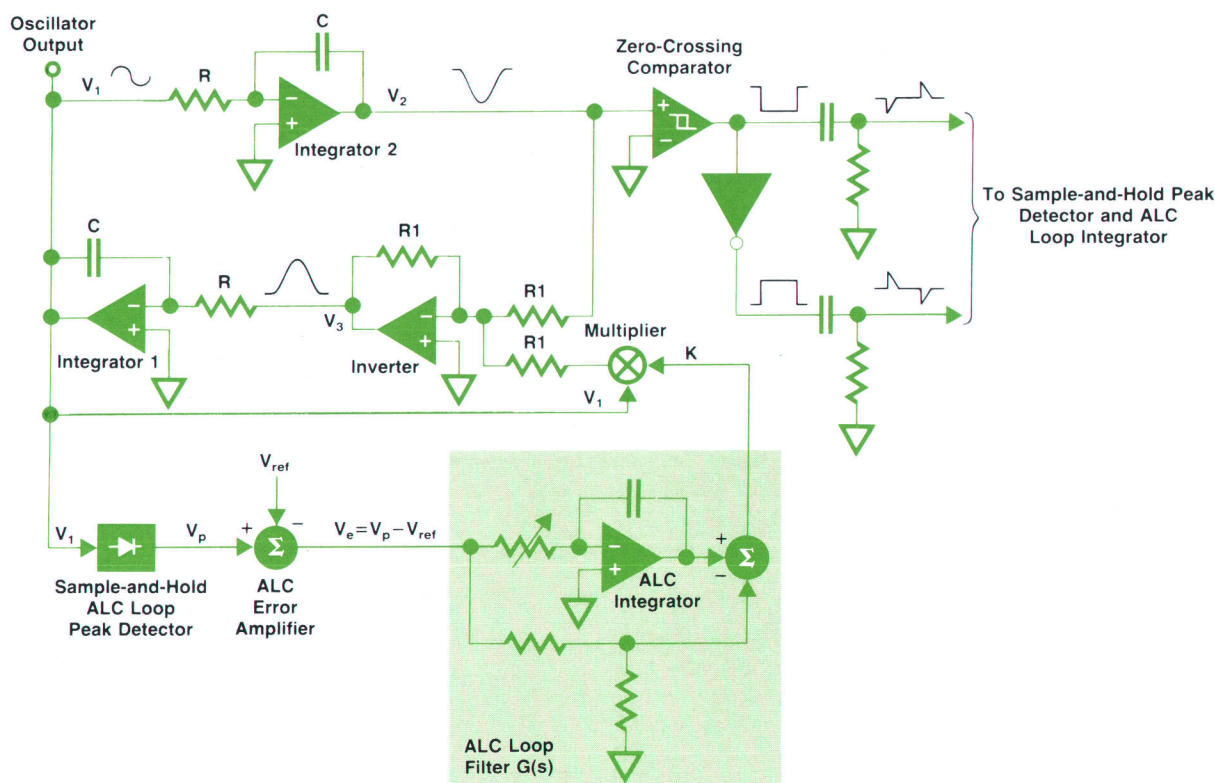 Oscillator
Output
V1
R
C
V2
Integrator 2
Zero-Crossing
Comparator
To Sample-and-Hold Peak
Detector and ALC
Loop Integrator
C
R
R1
V3
Integrator 1
Inverter
R1
R1
Multiplier
K
V1
Vref
V1
Vp
Ve=Vp−Vref
Sample-and-Hold
ALC Loop
Peak Detector
Σ
ALC
Error
Amplifier
ALC
Integrator
Σ
ALC Loop
Filter G(s)